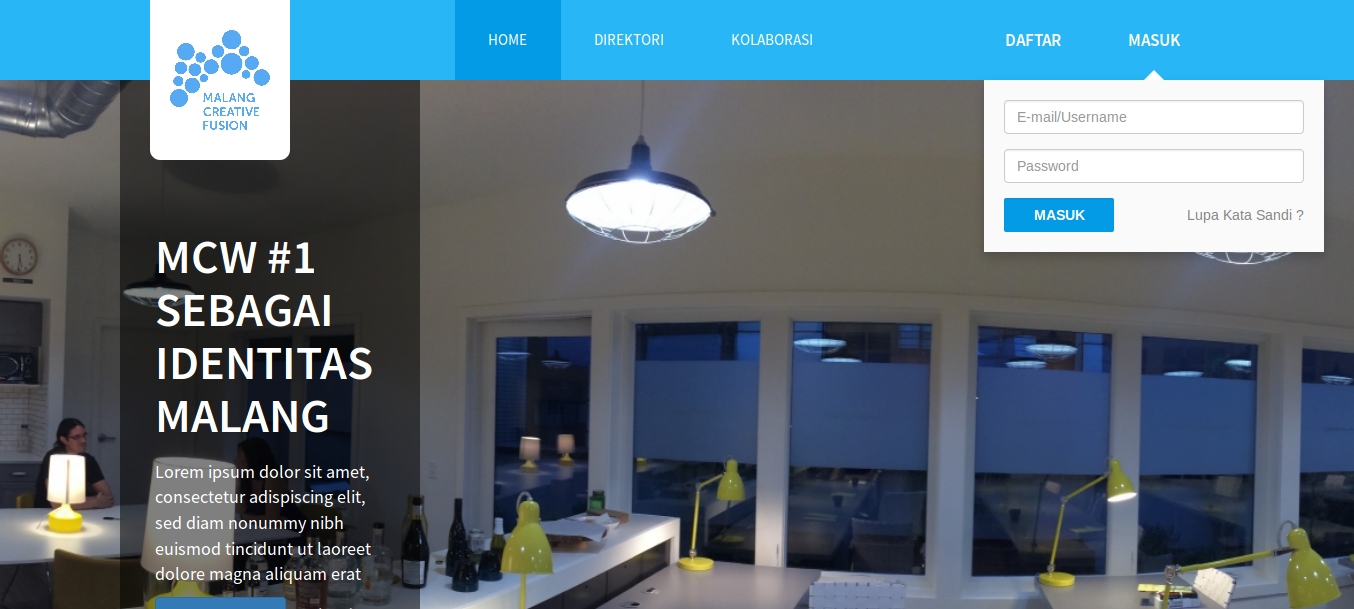 HOME
DIREKTORI
KOLABORASI
DAFTAR
MASUK
MALANG
CREATIVE
FUSION
E-mail/Username
Password
MASUK
Lupa Kata Sandi ?
MCW #1
SEBAGAI
IDENTITAS
MALANG
Lorem ipsum dolor sit amet,
consectetur adipiscing elit,
sed diam nonummy nibh
euismod tincidunt ut laoreet
dolore magna aliquam erat